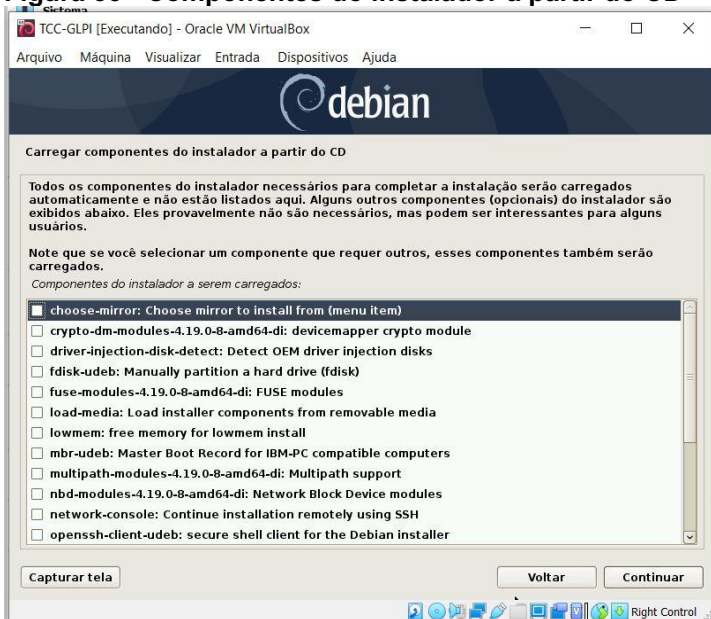 Sistema
TCC-GLPI [Executando] - Oracle VM VirtualBox
Arquivo Máquina Visualizar Entrada Dispositivos Ajuda
debian
Carregar componentes do instalador a partir do CD
Todos os componentes do instalador necessários para completar a instalação serão carregados
automaticamente e não estão listados aqui. Alguns outros componentes (opcionais) do instalador são
exibidos abaixo. Eles provavelmente não são necessários, mas podem ser interessantes para alguns
usuários.
Note que se você selecionar um componente que requer outros, esses componentes também serão
carregados.
Componentes do instalador a serem carregados:
choose-mirror: Choose mirror to install from (menu item)
crypto-dm-modules-4.19.0-8-amd64-di: devicemapper crypto module
driver-injection-disk-detect: Detect OEM driver injection disks
fdisk-udeb: Manually partition a hard drive (fdisk)
fuse-modules-4.19.0-8-amd64-di: FUSE modules
load-media: Load installer components from removable media
lowmem: free memory for lowmem install
mbr-udeb: Master Boot Record for IBM-PC compatible computers
multipath-modules-4.19.0-8-amd64-di: Multipath support
nbd-modules-4.19.0-8-amd64-di: Network Block Device modules
network-console: Continue installation remotely using SSH
openssh-client-udeb: secure shell client for the Debian installer
Capturar tela Voltar Continuar
Right Control